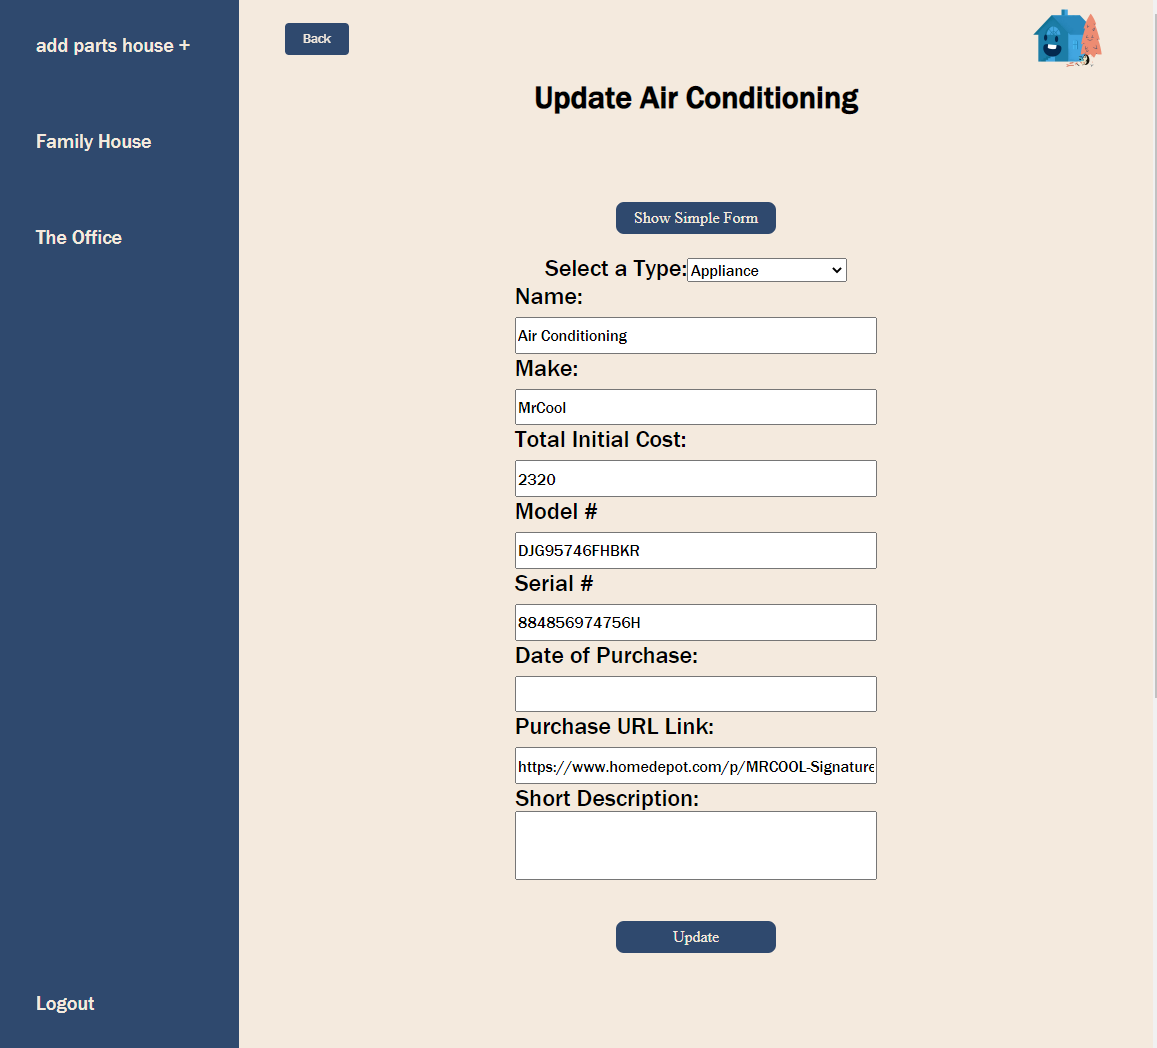 add parts house +
Family House
The Office
Logout
Back
Update Air Conditioning
Show Simple Form
Select a Type: Appliance
Name:
Air Conditioning
Make:
MrCool
Total Initial Cost:
2320
Model #
DJG95746FHBKR
Serial #
884856974756H
Date of Purchase:
Purchase URL Link:
https://www.homedepot.com/p/MRCOOL-Signature
Short Description:
Update